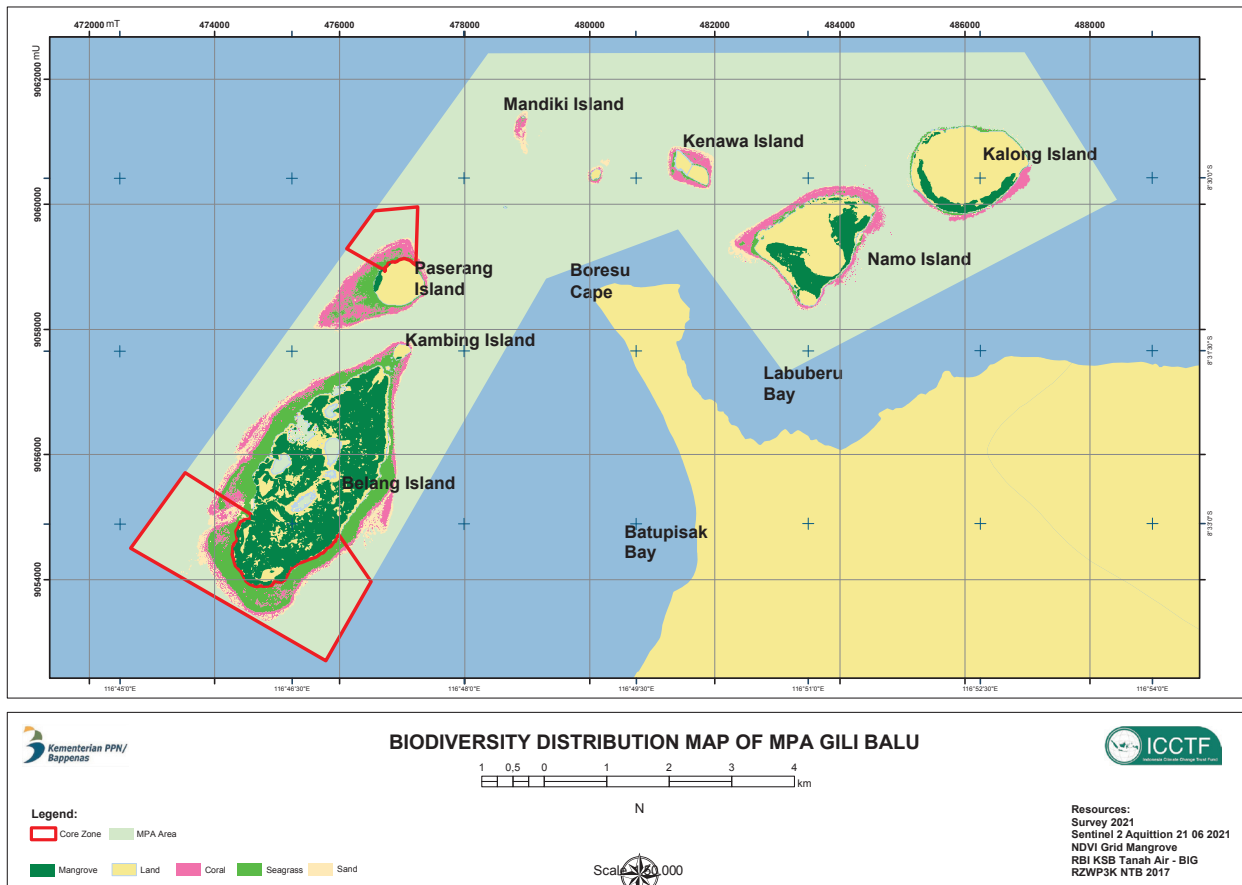 472000 mT 474000 476000 478000 480000 482000 484000 486000 488000
9062000 mU
9060000
9058000
9056000
9054000
Mandiki Island
Kenawa Island
Kalong Island
8°30'0"S
Paserang
Island
Boresu
Cape
Namo Island
Kambing Island
8°31'30"S
Labuberu
Bay
Belang Island
Batupisak
Bay
8°33'0"S
116°45'0"E 116°46'30"E 116°48'0"E 116°49'30"E 116°51'0"E 116°52'30"E 116°54'0"E
Kementerian PPN/
Bappenas
BIODIVERSITY DISTRIBUTION MAP OF MPA GILI BALU
1 0,5 0 1 2 3 4
km
N
ICCTF
Indonesia Climate Change Trust Fund
Legend:
Core Zone MPA Area
Mangrove Land Coral Seagrass Sand
Scale 50.000
Resources:
Survey 2021
Sentinel 2 Aquittion 21 06 2021
NDVI Grid Mangrove
RBI KSB Tanah Air - BIG
RZWP3K NTB 2017